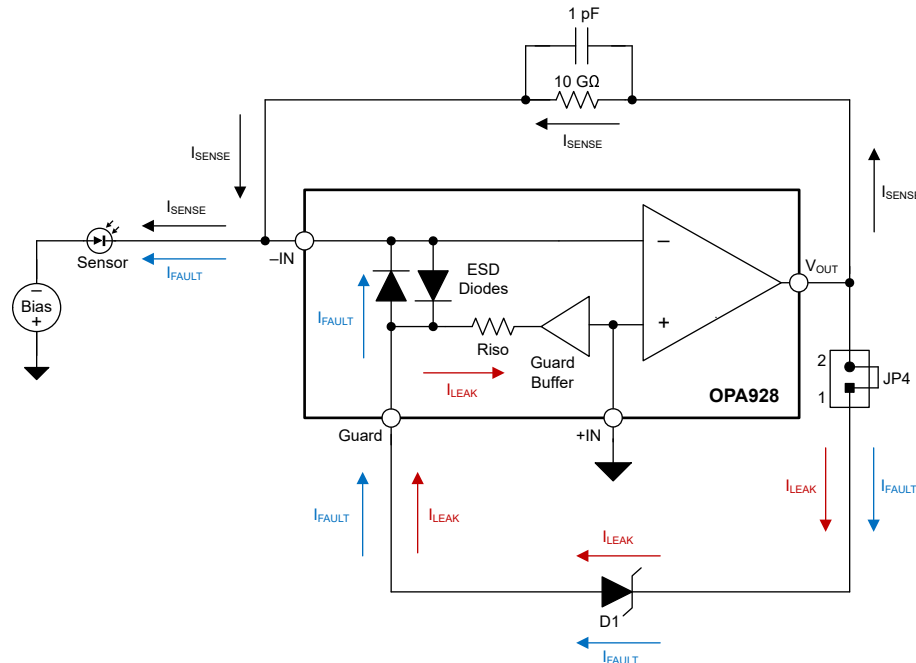 1 pF
10 GΩ
ISENSE
ISENSE
ISENSE
ISENSE
–IN
Sensor
IFAULT
Bias
–
+
ESD
Diodes
IFAULT
Riso
Guard
Buffer
ILEAK
–
+
VOUT
OPA928
2
1
JP4
Guard
+IN
IFAULT
ILEAK
ILEAK
IFAULT
ILEAK
D1
IFAULT